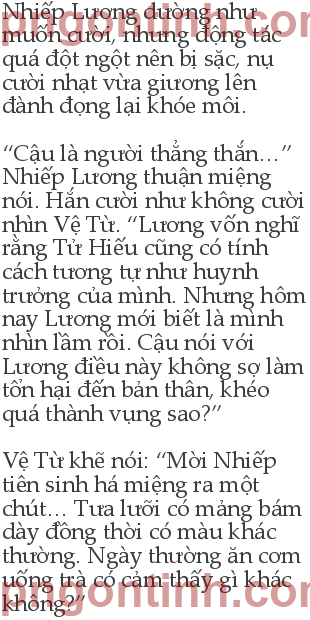 Nhiếp Lương dường như
muốn cười, nhưng động tác
quá đột ngột nên bị sặc, nụ
cười nhạt vừa giương lên
đành đọng lại khóe môi.
“Cậu là người thẳng thắn…”
Nhiếp Lương thuận miệng
nói. Hắn cười như không cười
nhìn Vệ Từ. “Lương vốn nghĩ
rằng Tử Hiếu cũng có tính
cách tương tự như huynh
trưởng của mình. Nhưng hôm
nay Lương mới biết là mình
nhìn lầm rồi. Cậu nói với
Lương điều này không sợ làm
tổn hại đến bản thân, khéo
quá thành vụng sao?”
Vệ Từ khẽ nói: “Mời Nhiếp
tiên sinh há miệng ra một
chút… Tưa lưỡi có mảng bám
dày đồng thời có màu khác
thường. Ngày thường ăn cơm
uống trà có cảm thấy gì khác
không?”